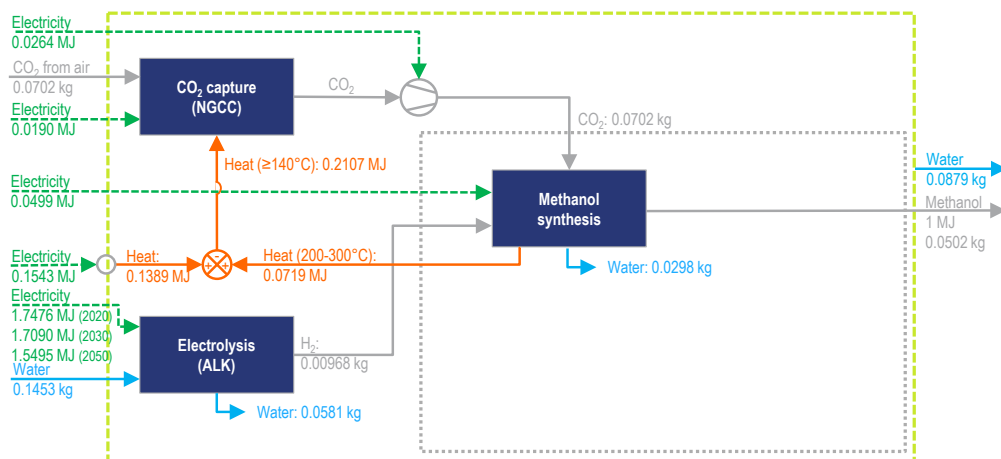 Electricity
0.0264 MJ
CO₂ from air
0.0702 kg
CO₂ capture
(NGCC)
CO₂
Electricity
0.0190 MJ
CO₂: 0.0702 kg
Heat (≥140°C): 0.2107 MJ
Water
0.0879 kg
Electricity
0.0499 MJ
Methanol
synthesis
Methanol
1 MJ
0.0502 kg
Electricity
0.1543 MJ
Heat:
0.1389 MJ
-
+
+
Heat (200-300°C):
0.0719 MJ
Water: 0.0298 kg
Electricity
1.7476 MJ (2020)
1.7090 MJ (2030)
1.5495 MJ (2050)
Electrolysis
(ALK)
H₂:
0.00968 kg
Water
0.1453 kg
Water: 0.0581 kg